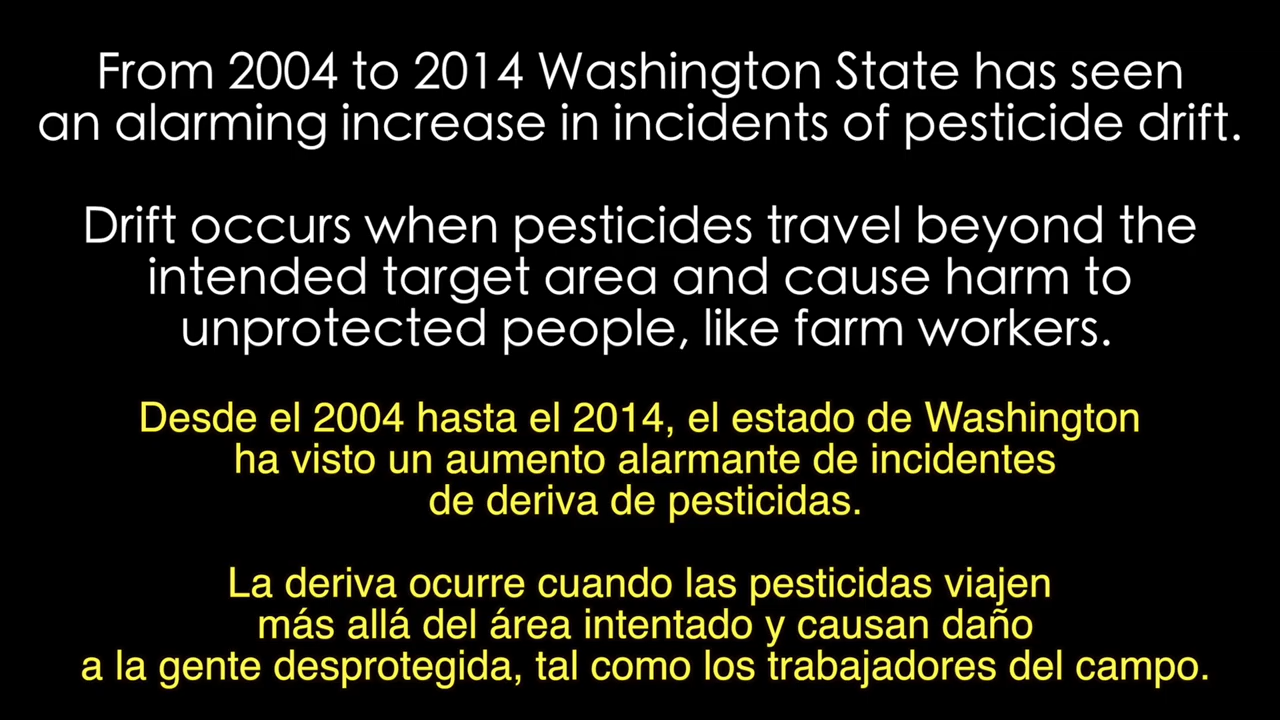 From 2004 to 2014 Washington State has seen
an alarming increase in incidents of pesticide drift.
Drift occurs when pesticides travel beyond the
intended target area and cause harm to
unprotected people, like farm workers.
Desde el 2004 hasta el 2014, el estado de Washington
ha visto un aumento alarmante de incidentes
de deriva de pesticidas.
La deriva ocurre cuando las pesticidas viajen
más allá del área intentado y causan daño
a la gente desprotegida, tal como los trabajadores del campo.